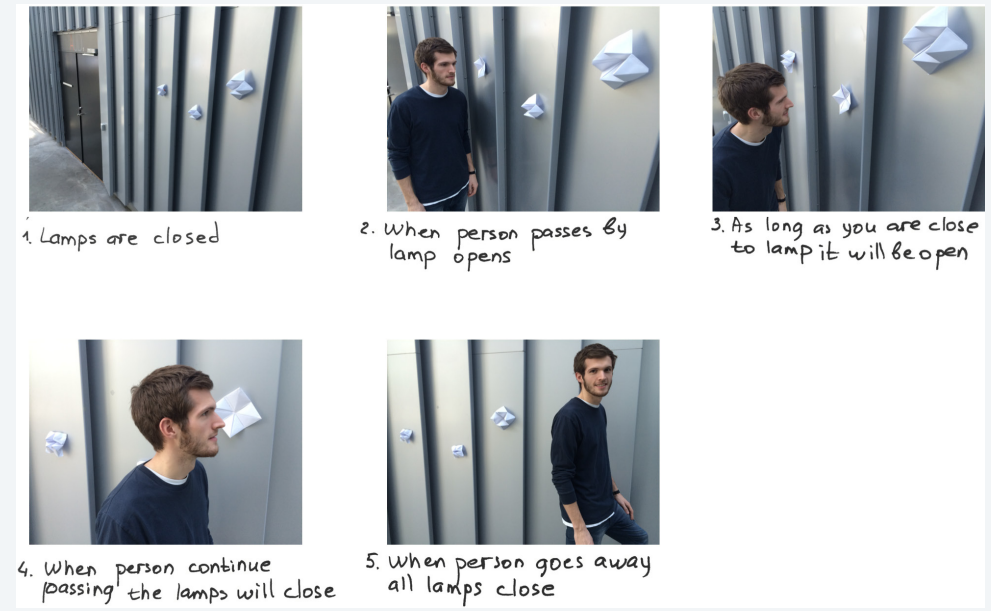 1. Lamps are closed
2. When person passes by
lamp opens
3. As long as you are close
to lamp it will be open
4. When person continue
passing the lamps will close
5. When person goes away
all lamps close